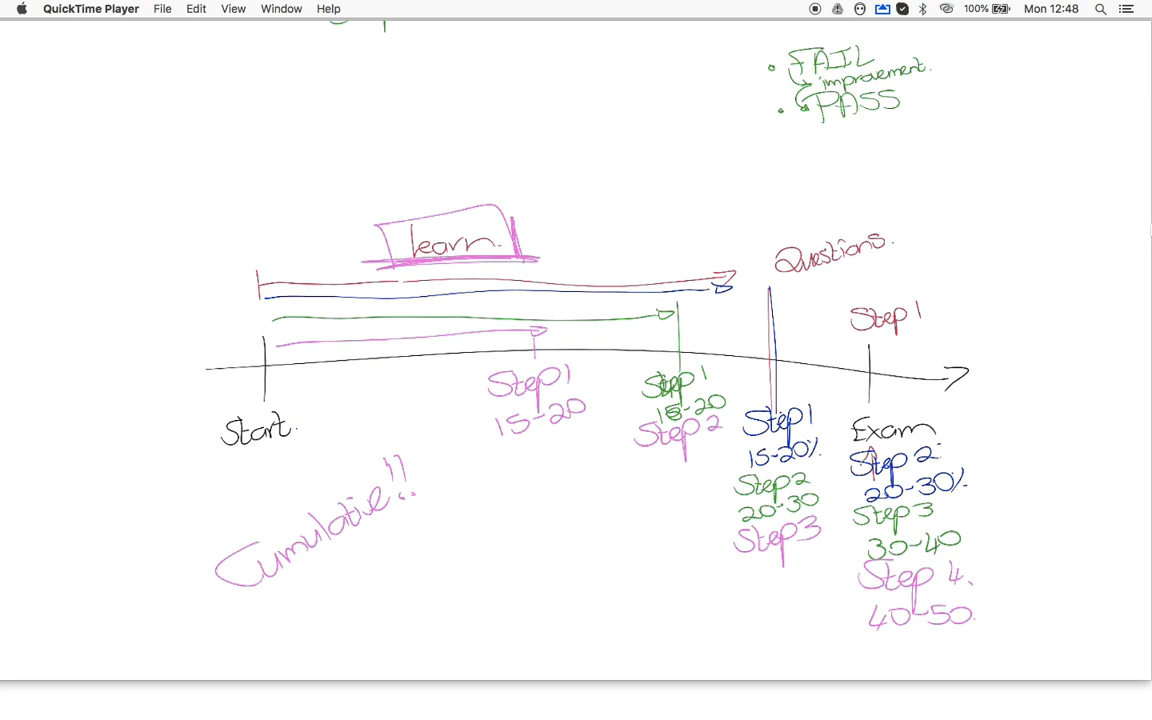 QuickTime Player File Edit View Window Help 100% Mon 12:48
• FAIL
improvement.
• PASS
learn.
Questions.
Step 1
Start.
Step 1
15-20
Step 1
15-20
Step 2
Step 1
15-20%
Step 2
20-30
Step 3
Exam
Step 2
20-30%
Step 3
30-40
Step 4.
40-50.
Cumulative!!